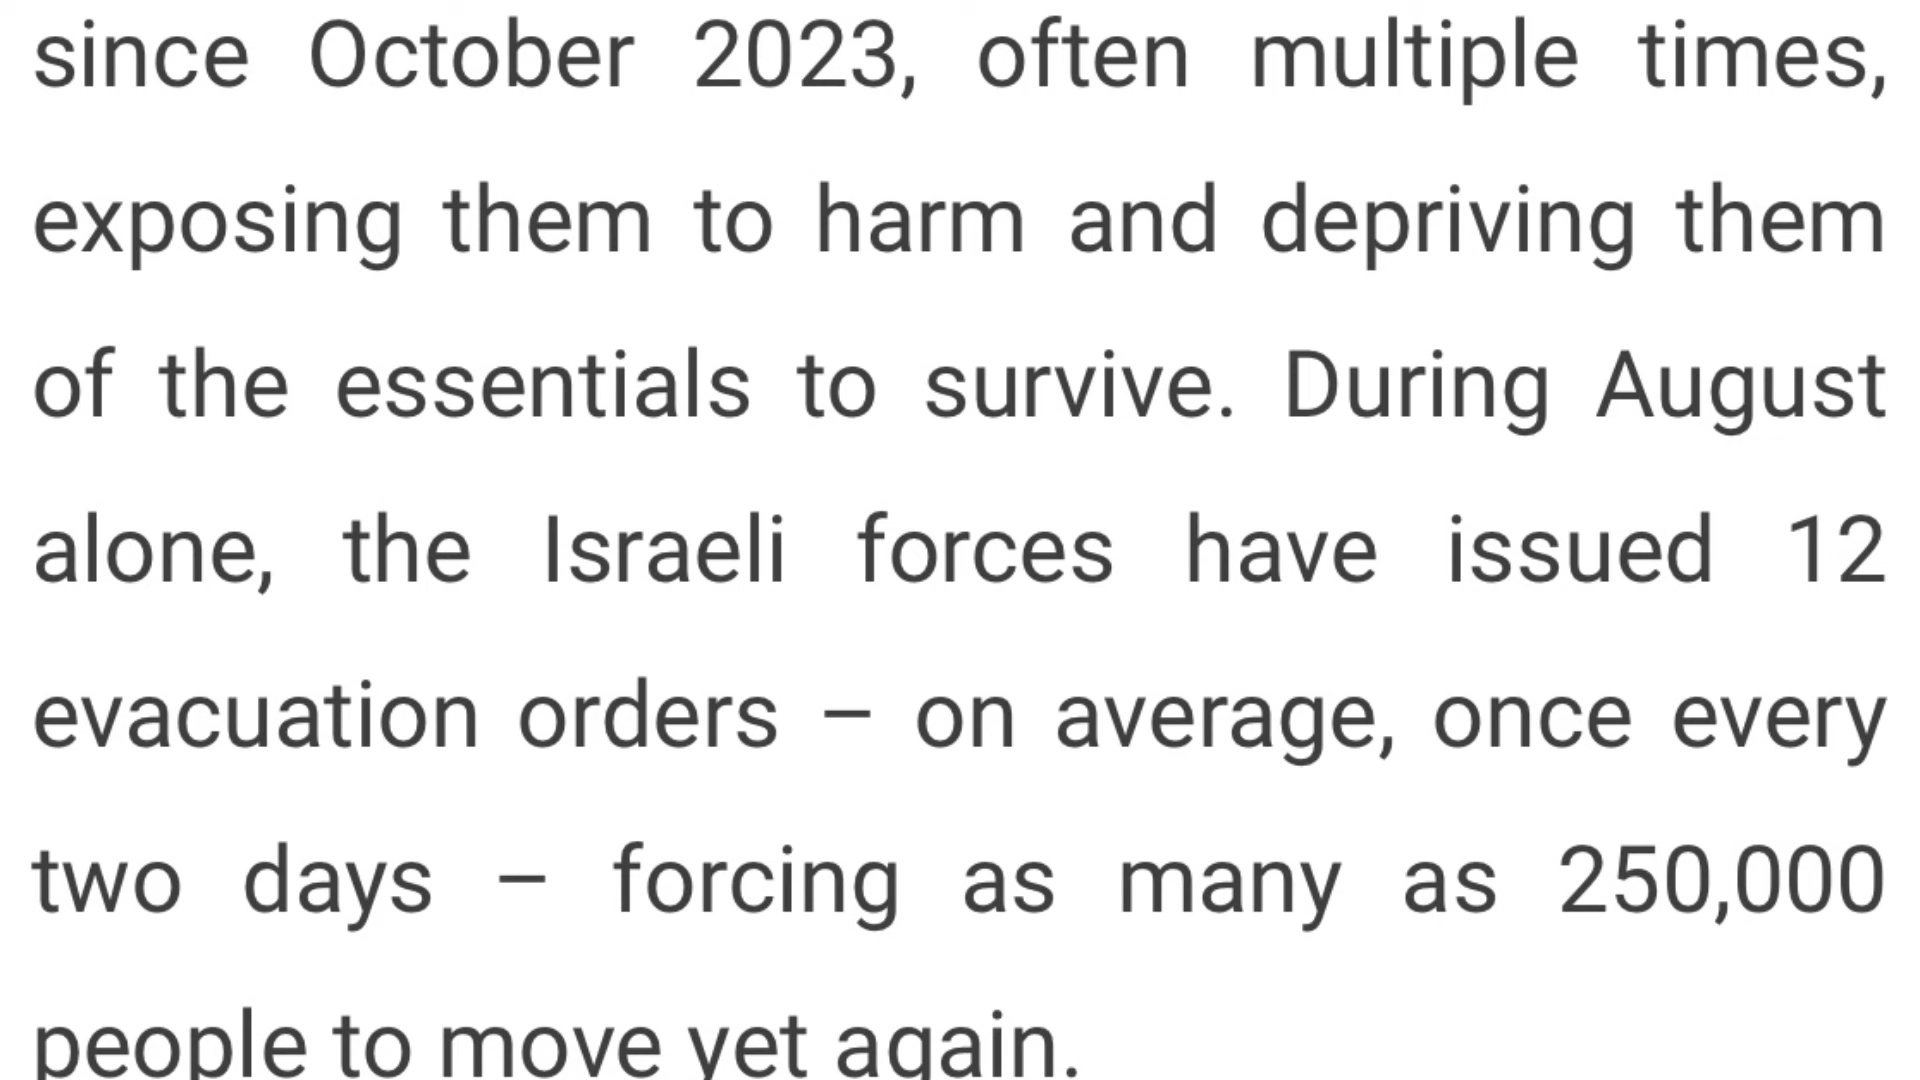 since October 2023, often multiple times,
exposing them to harm and depriving them
of the essentials to survive. During August
alone, the Israeli forces have issued 12
evacuation orders – on average, once every
two days – forcing as many as 250,000
people to move yet again.